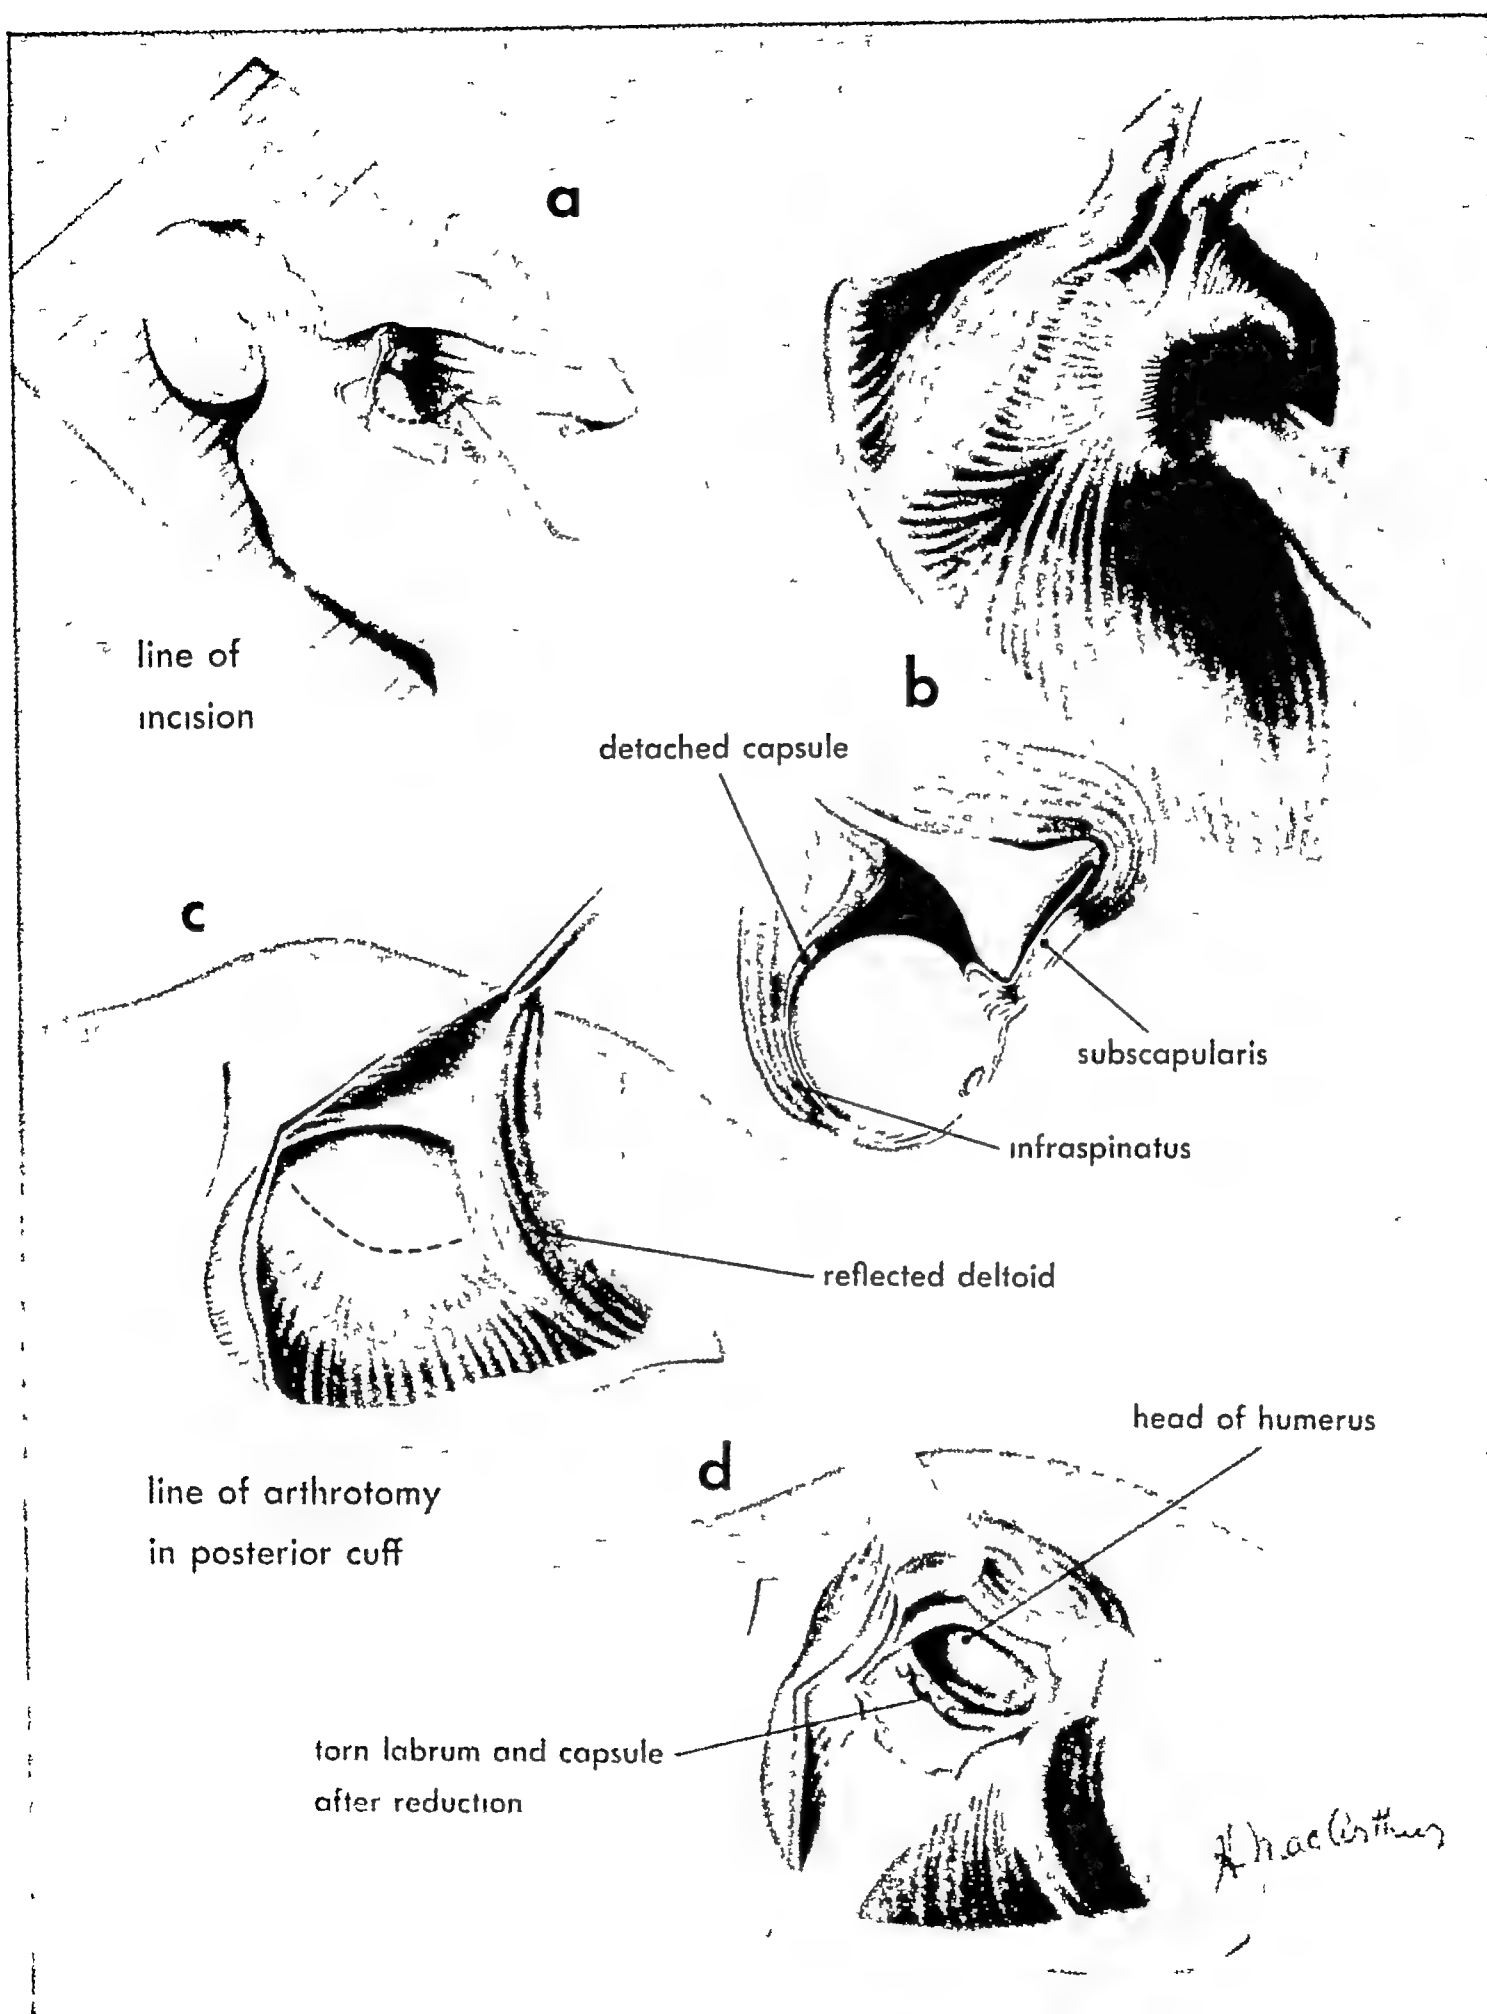 a
line of
incision
b
detached capsule
subscapularis
infraspinatus
c
reflected deltoid
line of arthrotomy
in posterior cuff
d
head of humerus
torn labrum and capsule
after reduction